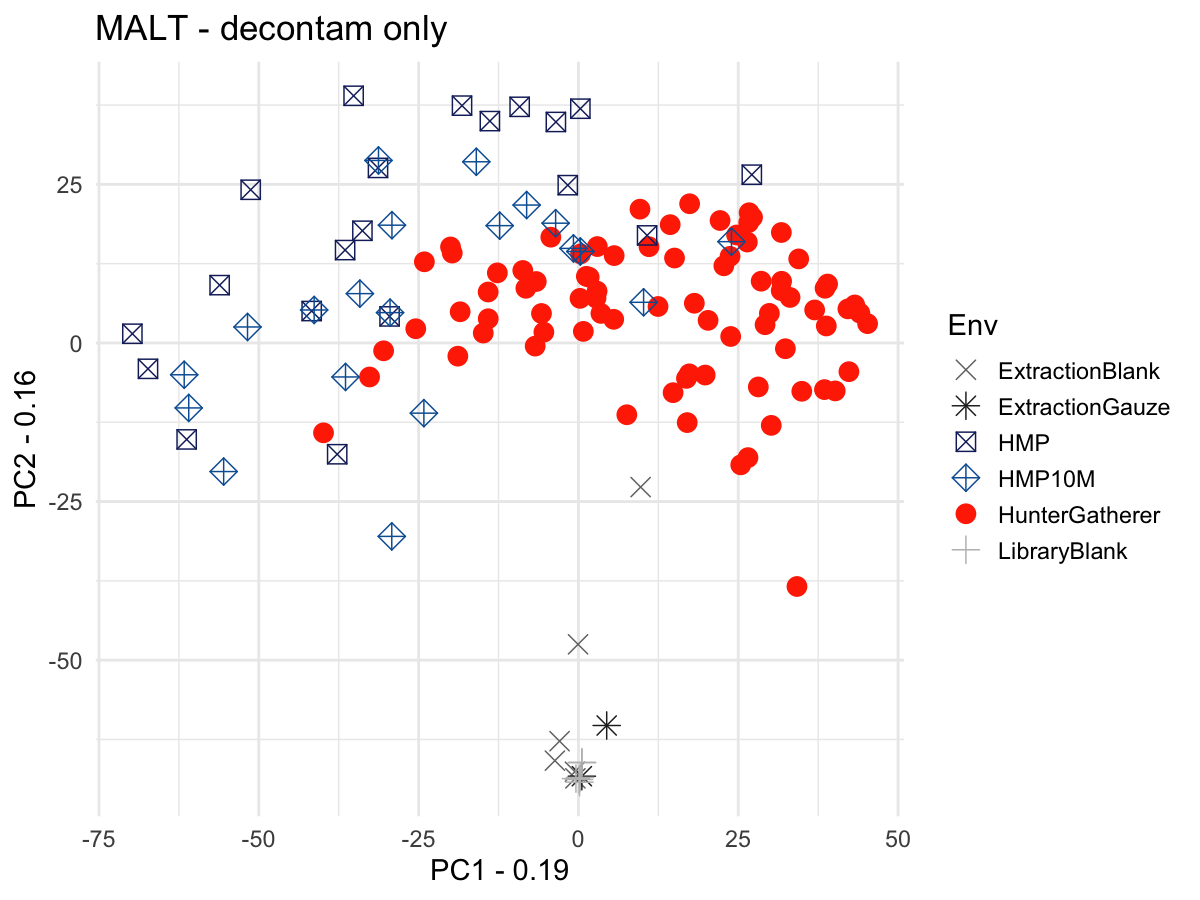 MALT - decontam only
PC2 - 0.16
25
0
-25
-50
-75
-50
-25
0
25
50
PC1 - 0.19
Env
ExtractionBlank
ExtractionGauze
HMP
HMP10M
HunterGatherer
LibraryBlank